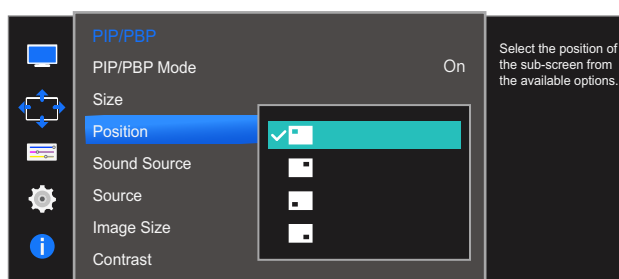 PIP/PBP
PIP/PBP Mode On
Size
Position
Sound Source
Source
Image Size
Contrast
Select the position of
the sub-screen from
the available options.